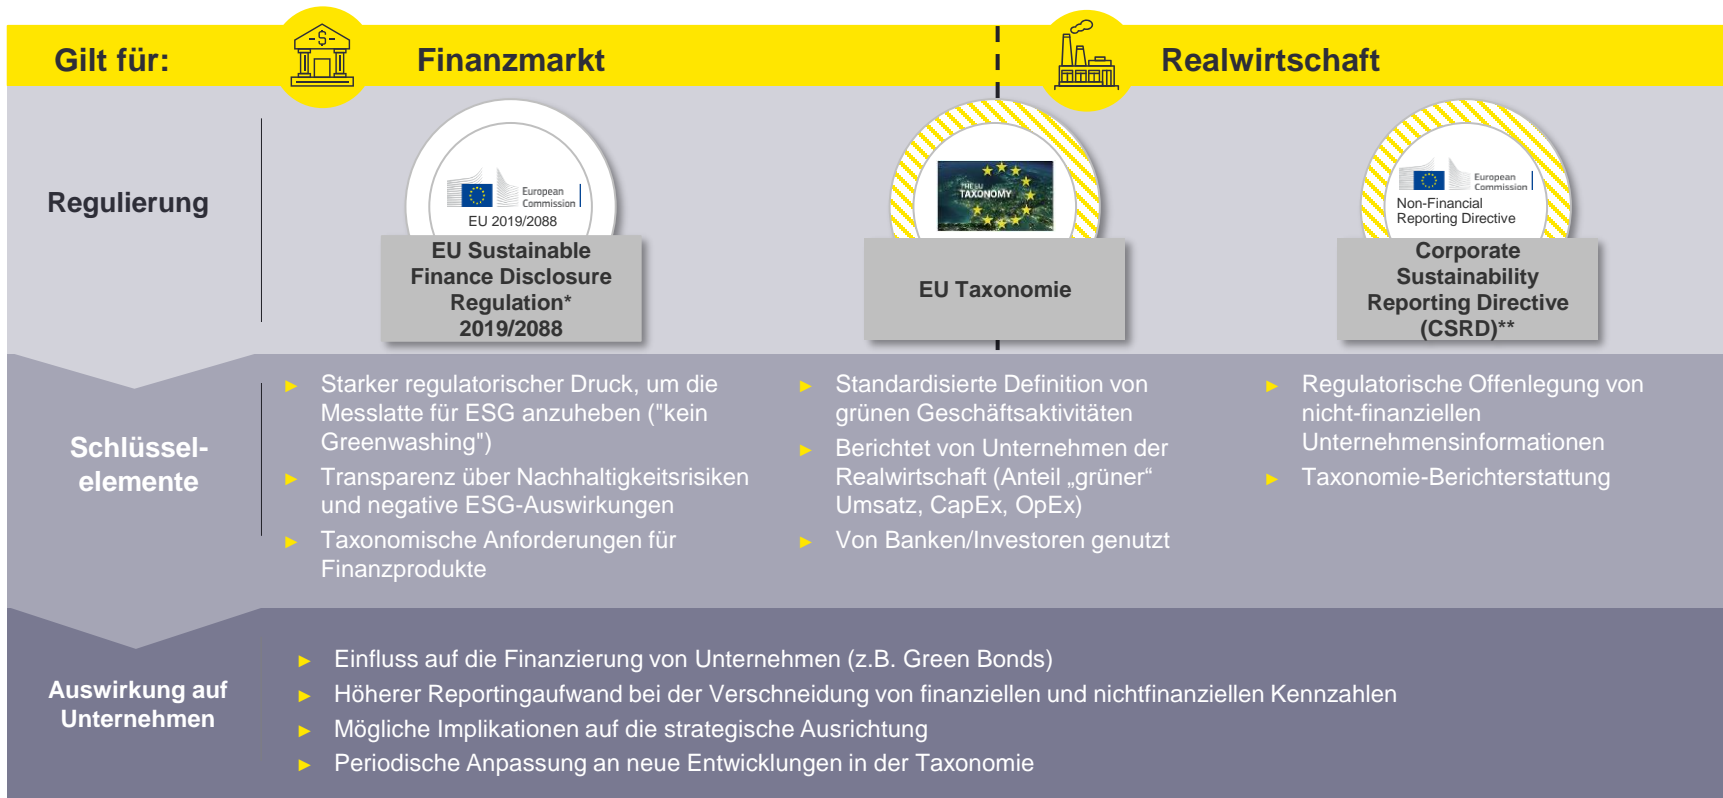 Gilt für:
Finanzmarkt
Realwirtschaft
Regulierung
European
Commission
EU 2019/2088
EU Sustainable
Finance Disclosure
Regulation*
2019/2088
THE EU
TAXONOMY
EU Taxonomie
European
Commission
Non-Financial
Reporting Directive
Corporate
Sustainability
Reporting Directive
(CSRD)**
Schlüssel-
elemente
► Starker regulatorischer Druck, um die
Messlatte für ESG anzuheben ("kein
Greenwashing")
► Transparenz über Nachhaltigkeitsrisiken
und negative ESG-Auswirkungen
► Taxonomische Anforderungen für
Finanzprodukte
► Standardisierte Definition von
grünen Geschäftsaktivitäten
► Berichtet von Unternehmen der
Realwirtschaft (Anteil „grüner“
Umsatz, CapEx, OpEx)
► Von Banken/Investoren genutzt
► Regulatorische Offenlegung von
nicht-finanziellen
Unternehmensinformationen
► Taxonomie-Berichterstattung
Auswirkung auf
Unternehmen
► Einfluss auf die Finanzierung von Unternehmen (z.B. Green Bonds)
► Höherer Reportingaufwand bei der Verschneidung von finanziellen und nichtfinanziellen Kennzahlen
► Mögliche Implikationen auf die strategische Ausrichtung
► Periodische Anpassung an neue Entwicklungen in der Taxonomie